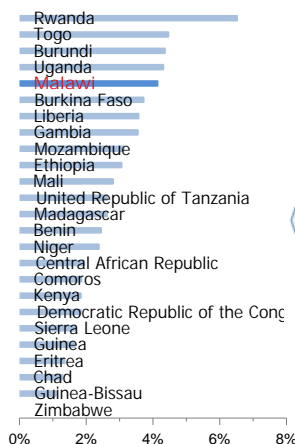 Rwanda
Togo
Burundi
Uganda
Malawi
Burkina Faso
Liberia
Gambia
Mozambique
Ethiopia
Mali
United Republic of Tanzania
Madagascar
Benin
Niger
Central African Republic
Comoros
Kenya
Democratic Republic of the Cong
Sierra Leone
Guinea
Eritrea
Chad
Guinea-Bissau
Zimbabwe
0% 2% 4% 6% 8%